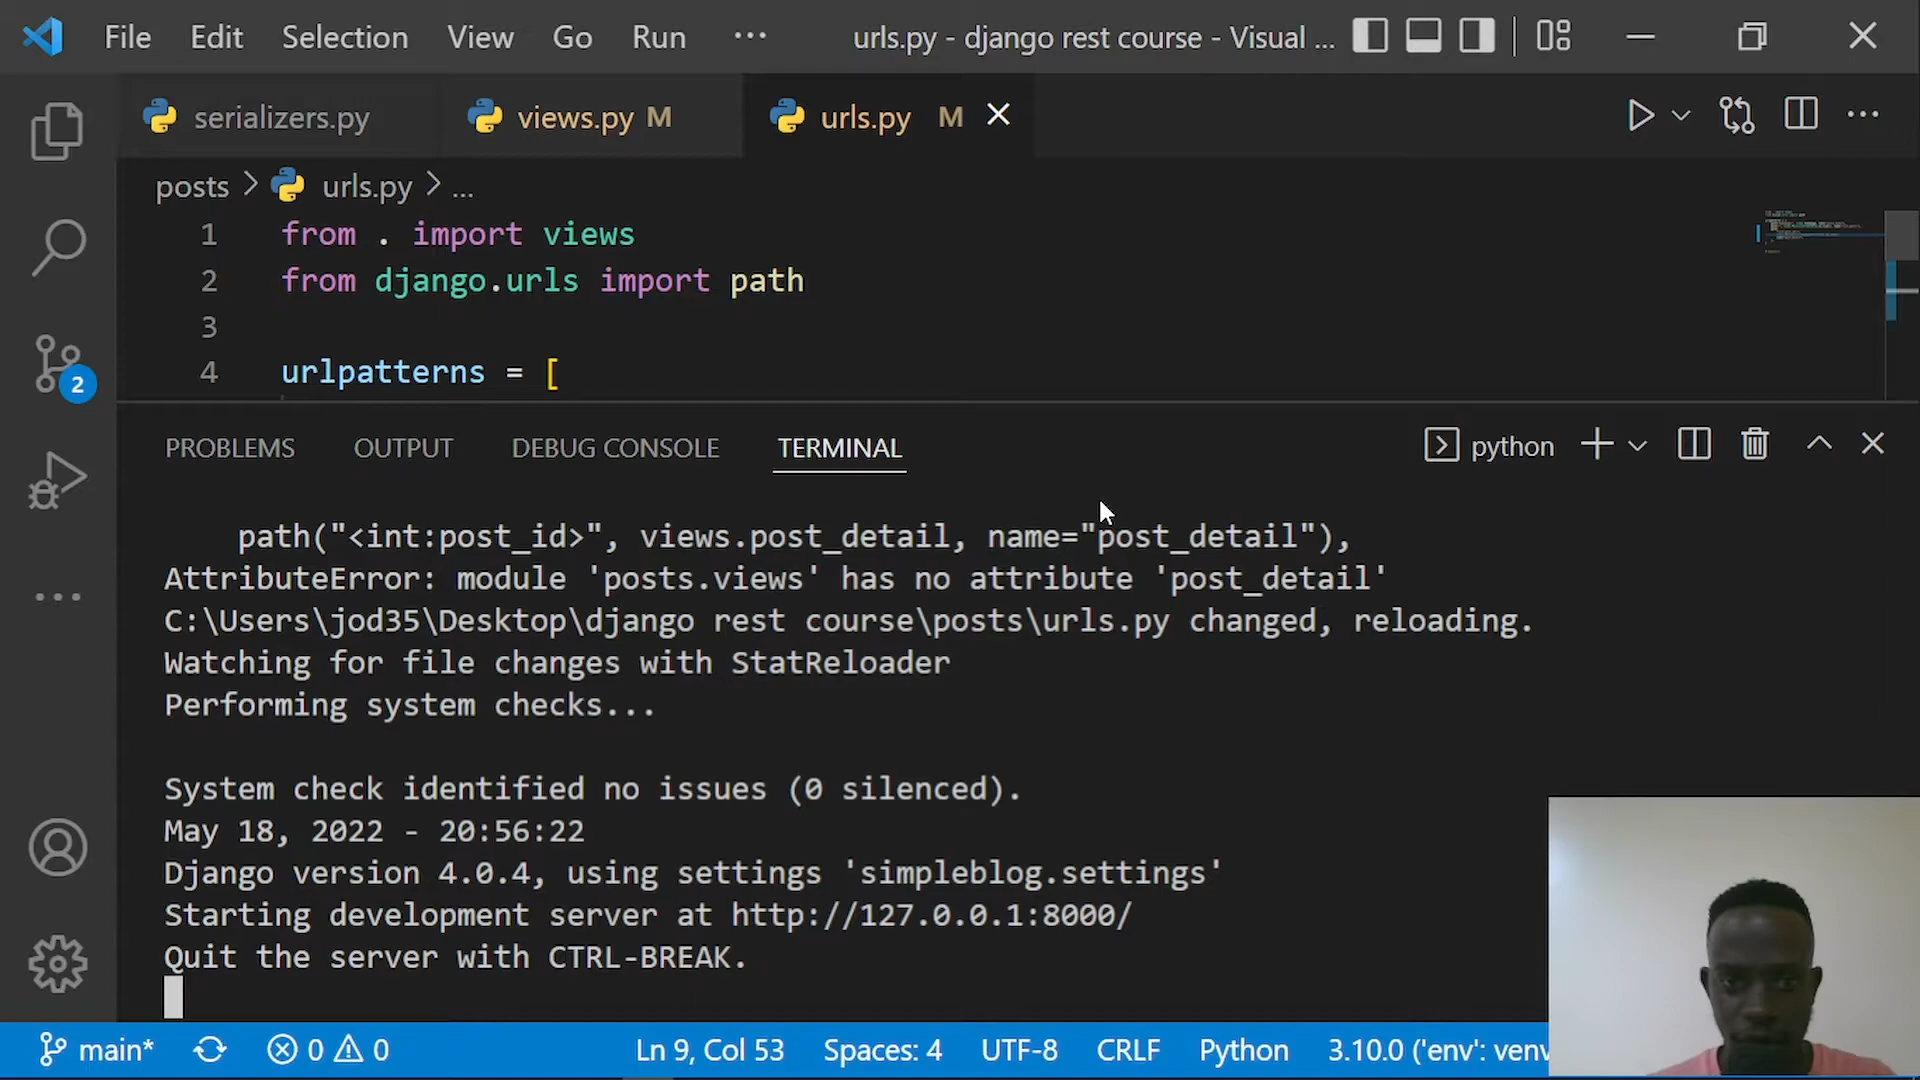 File Edit Selection View Go Run ··· urls.py - django rest course - Visual ...
serializers.py views.py M urls.py M
posts > urls.py > ...
1 from . import views
2 from django.urls import path
3
4 urlpatterns = [
PROBLEMS OUTPUT DEBUG CONSOLE TERMINAL python
path("<int:post_id>", views.post_detail, name="post_detail"),
AttributeError: module 'posts.views' has no attribute 'post_detail'
C:\Users\jod35\Desktop\django rest course\posts\urls.py changed, reloading.
Watching for file changes with StatReloader
Performing system checks...
System check identified no issues (0 silenced).
May 18, 2022 - 20:56:22
Django version 4.0.4, using settings 'simpleblog.settings'
Starting development server at http://127.0.0.1:8000/
Quit the server with CTRL-BREAK.
2
main* 0 0 Ln 9, Col 53 Spaces: 4 UTF-8 CRLF Python 3.10.0 ('env': venv